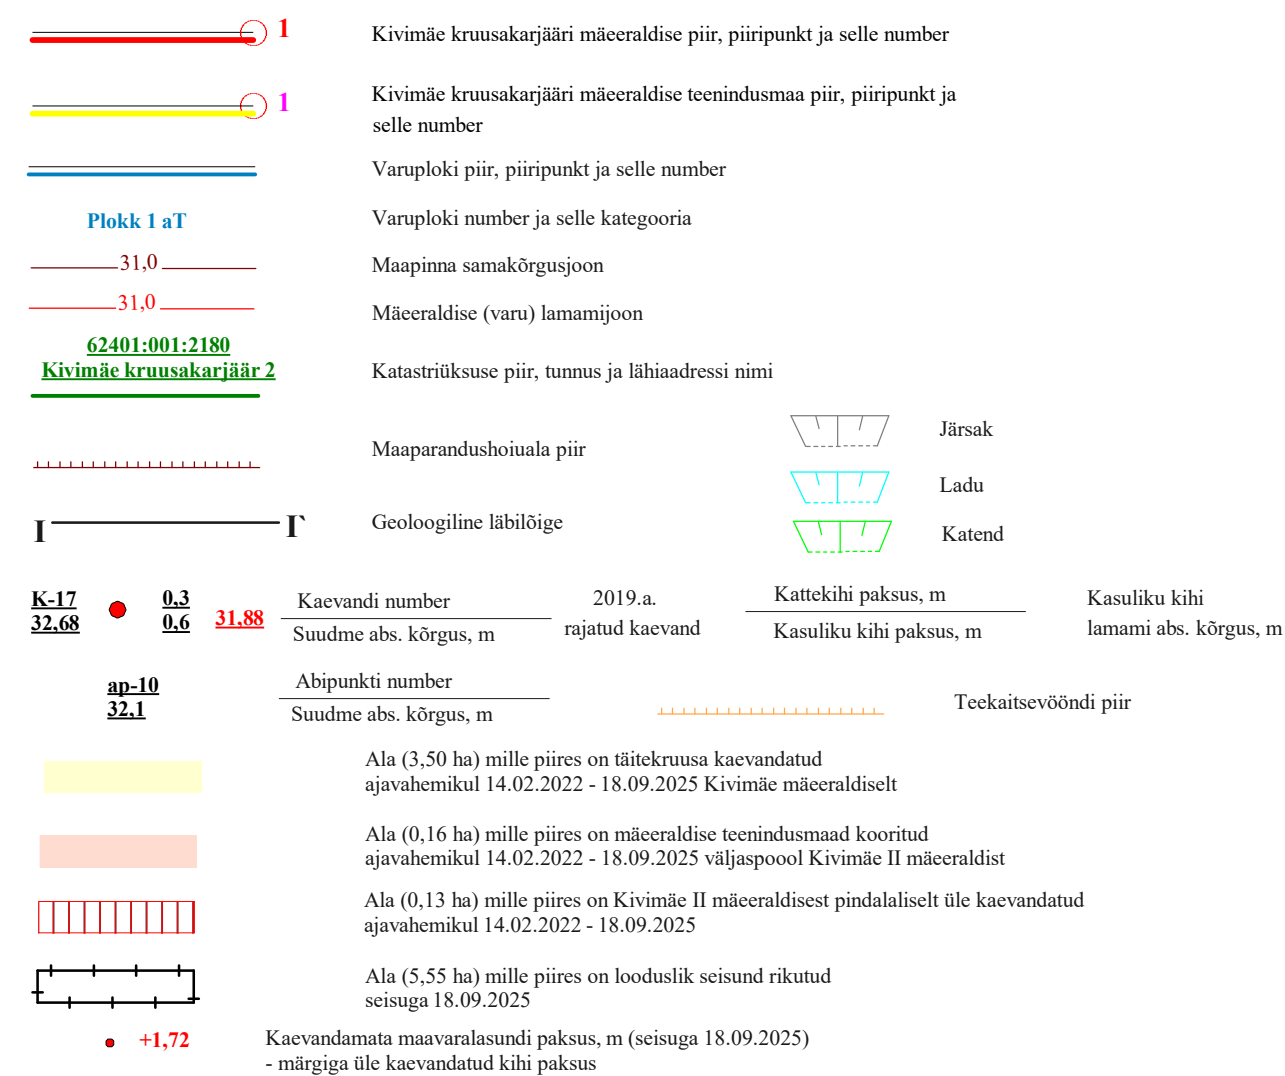 1 Kivimäe kruusakarjääri mäeeraldise piir, piiripunkt ja selle number
1 Kivimäe kruusakarjääri mäeeraldise teenindusmaa piir, piiripunkt ja
selle number
Varuploki piir, piiripunkt ja selle number
Plokk 1 aT Varuploki number ja selle kategooria
31,0 Maapinna samakõrgusjoon
31,0 Mäeeraldise (varu) lamamijoon
62401:001:2180
Kivimäe kruusakarjäär 2 Katastriüksuse piir, tunnus ja lähiaadressi nimi
Järsak
Maaparandushoiuala piir
Ladu
I I` Geoloogiline läbilõige
Katend
K-17 0,3 Kaevandi number 2019.a. Kattekihi paksus, m Kasuliku kihi
32,68 0,6 31,88 Suudme abs. kõrgus, m rajatud kaevand Kasuliku kihi paksus, m lamami abs. kõrgus, m
ap-10 Abipunkti number
32,1 Suudme abs. kõrgus, m Teekaitsevööndi piir
Ala (3,50 ha) mille piires on täitekruusa kaevandatud
ajavahemikul 14.02.2022 - 18.09.2025 Kivimäe mäeeraldiselt
Ala (0,16 ha) mille piires on mäeeraldise teenindusmaad kooritud
ajavahemikul 14.02.2022 - 18.09.2025 väljaspoool Kivimäe II mäeeraldist
Ala (0,13 ha) mille piires on Kivimäe II mäeeraldisest pindalaliselt üle kaevandatud
ajavahemikul 14.02.2022 - 18.09.2025
Ala (5,55 ha) mille piires on looduslik seisund rikutud
seisuga 18.09.2025
+1,72 Kaevandamata maavaralasundi paksus, m (seisuga 18.09.2025)
- märgiga üle kaevandatud kihi paksus